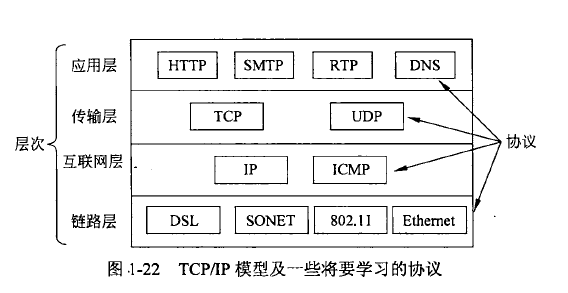 应用层 HTTP SMTP RTP DNS
传输层 TCP UDP
层次 协议
互联网层 IP ICMP
链路层 DSL SONET 802.11 Ethernet
图 1-22 TCP/IP 模型及一些将要学习的协议